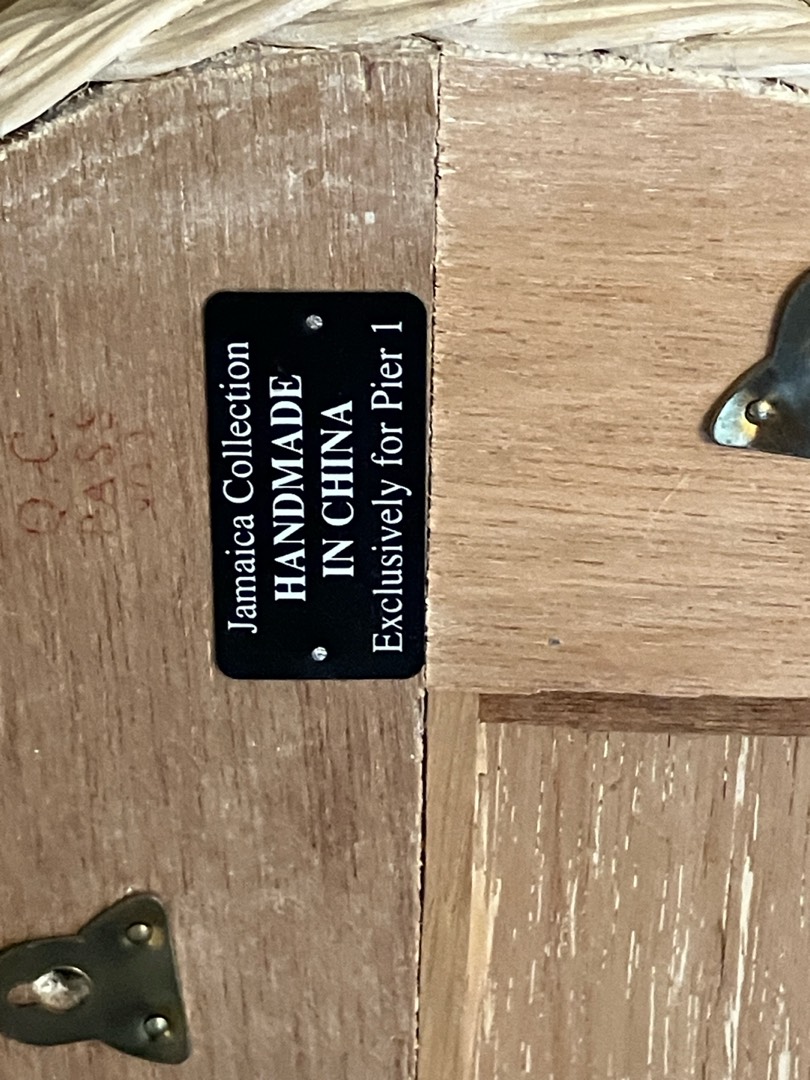 Jamaica Collection
HANDMADE
IN CHINA
Exclusively for Pier 1
Q.C.
PASS